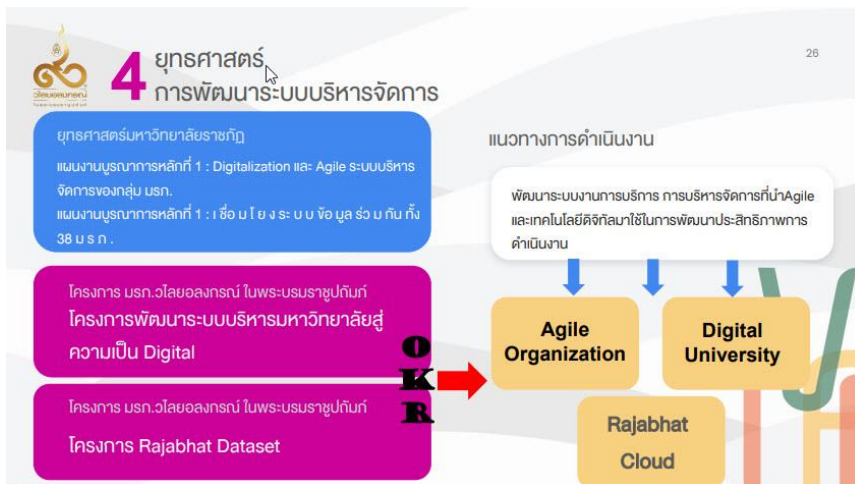 26
วไลยอลงกรณ์
4
ยุทธศาสตร์
การพัฒนาระบบบริหารจัดการ
ยุทธศาสตร์มหาวิทยาลัยราชภัฏ
แผนงานบูรณาการหลักที่ 1 : Digitalization และ Agile ระบบบริหาร
จัดการของกลุ่ม มรภ.
แผนงานบูรณาการหลักที่ 1 : เชื่อมโยงระบบข้อมูลร่วมกันทั้ง
38 มรภ.
โครงการ มรภ.วไลยอลงกรณ์ ในพระบรมราชูปถัมภ์
โครงการพัฒนาระบบบริหารมหาวิทยาลัยสู่
ความเป็น Digital
โครงการ มรภ.วไลยอลงกรณ์ ในพระบรมราชูปถัมภ์
โครงการ Rajabhat Dataset
O
K
R
แนวทางการดำเนินงาน
พัฒนาระบบงานการบริการ การบริหารจัดการที่นำAgile
และเทคโนโลยีดิจิทัลมาใช้ในการพัฒนาประสิทธิภาพการ
ดำเนินงาน
Agile
Organization
Digital
University
Rajabhat
Cloud